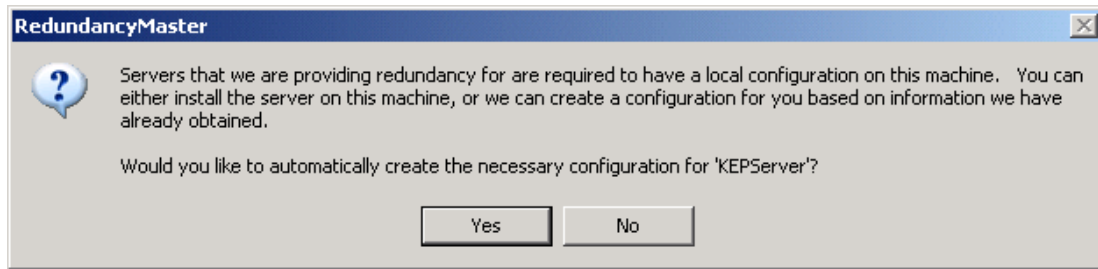 RedundancyMaster
Servers that we are providing redundancy for are required to have a local configuration on this machine.   You can
either install the server on this machine, or we can create a configuration for you based on information we have
already obtained.
Would you like to automatically create the necessary configuration for 'KEPServer'?
Yes
No